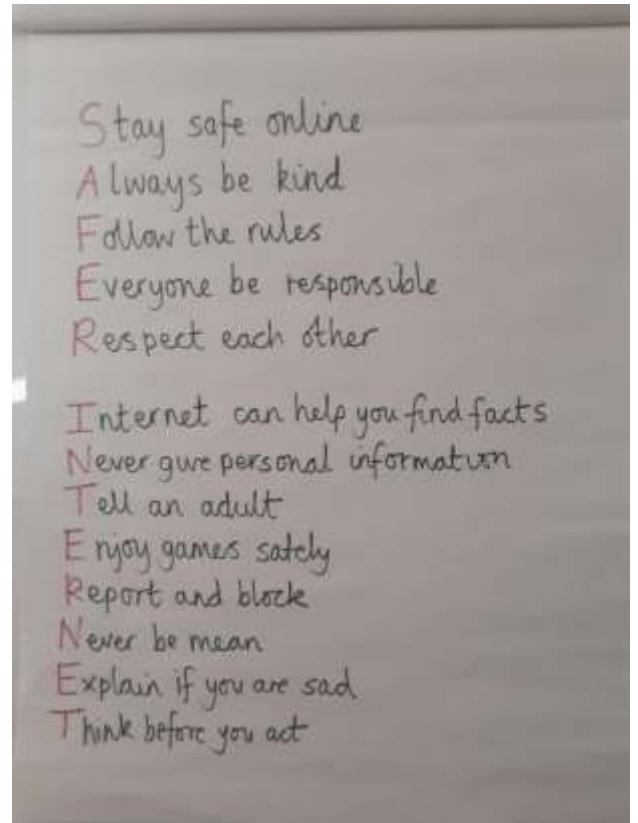 Stay safe online
Always be kind
Follow the rules
Everyone be responsible
Respect each other
Internet can help you find facts
Never give personal information
Tell an adult
Enjoy games safely
Report and block
Never be mean
Explain if you are sad
Think before you act